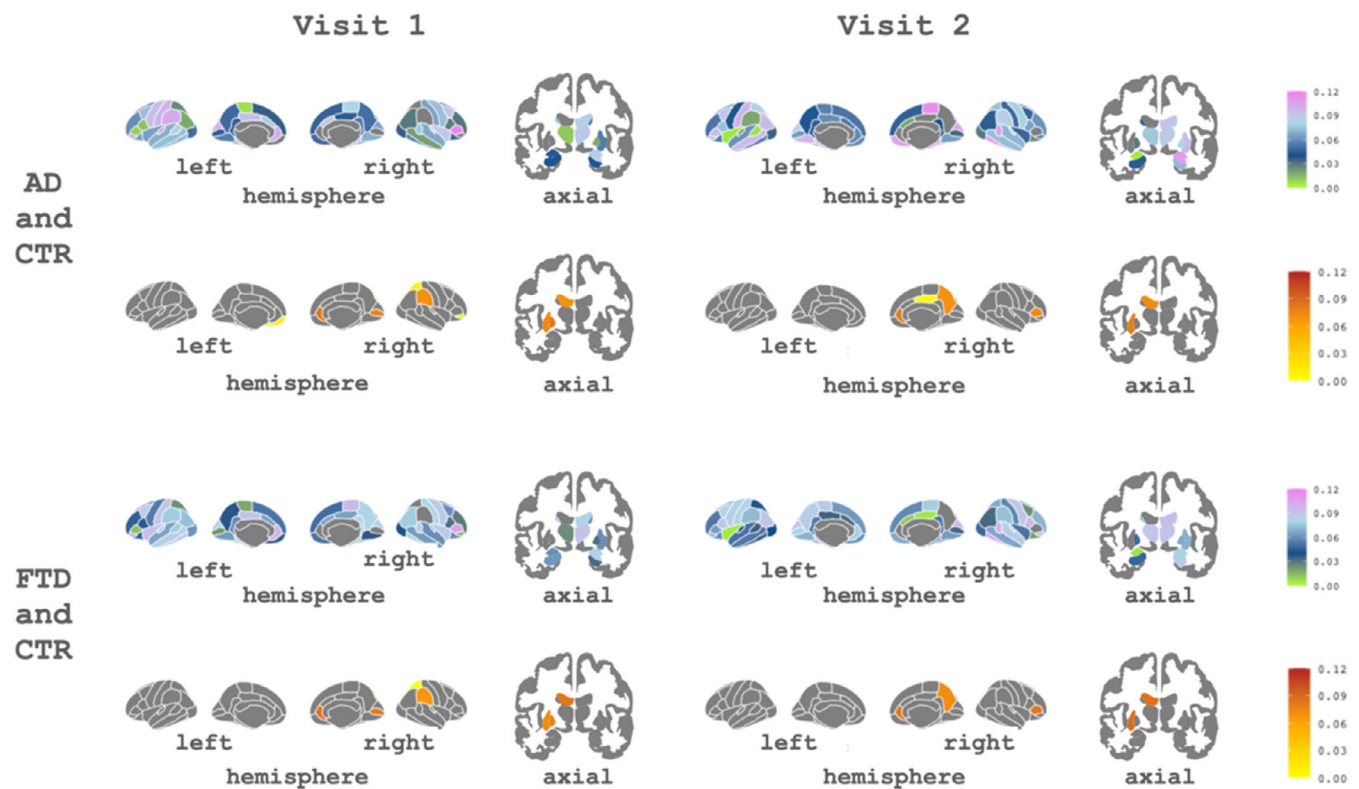 Visit 1
Visit 2
AD
and
CTR
left
right
hemisphere
axial
left
right
hemisphere
axial
0.12
0.09
0.06
0.03
0.00
left
right
hemisphere
axial
left
right
hemisphere
axial
0.12
0.09
0.06
0.03
0.00
FTD
and
CTR
left
right
hemisphere
axial
left
right
hemisphere
axial
0.12
0.09
0.06
0.03
0.00
left
right
hemisphere
axial
left
right
hemisphere
axial
0.12
0.09
0.06
0.03
0.00